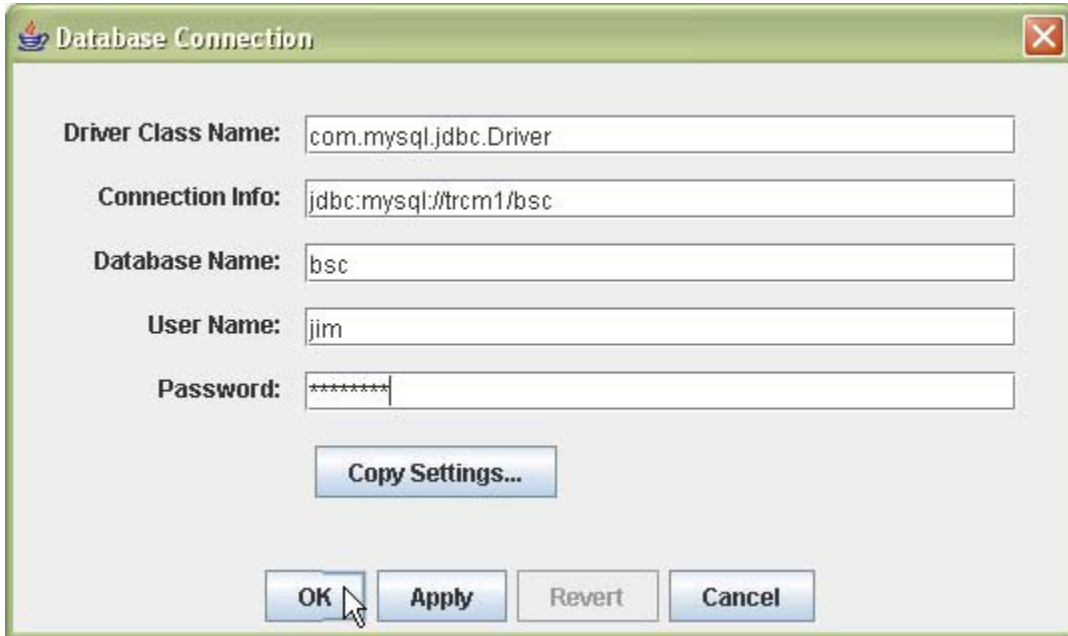 Database Connection
Driver Class Name: com.mysql.jdbc.Driver
Connection Info: jdbc:mysql://trcm1/bsc
Database Name: bsc
User Name: jim
Password: ********
Copy Settings...
OK Apply Revert Cancel